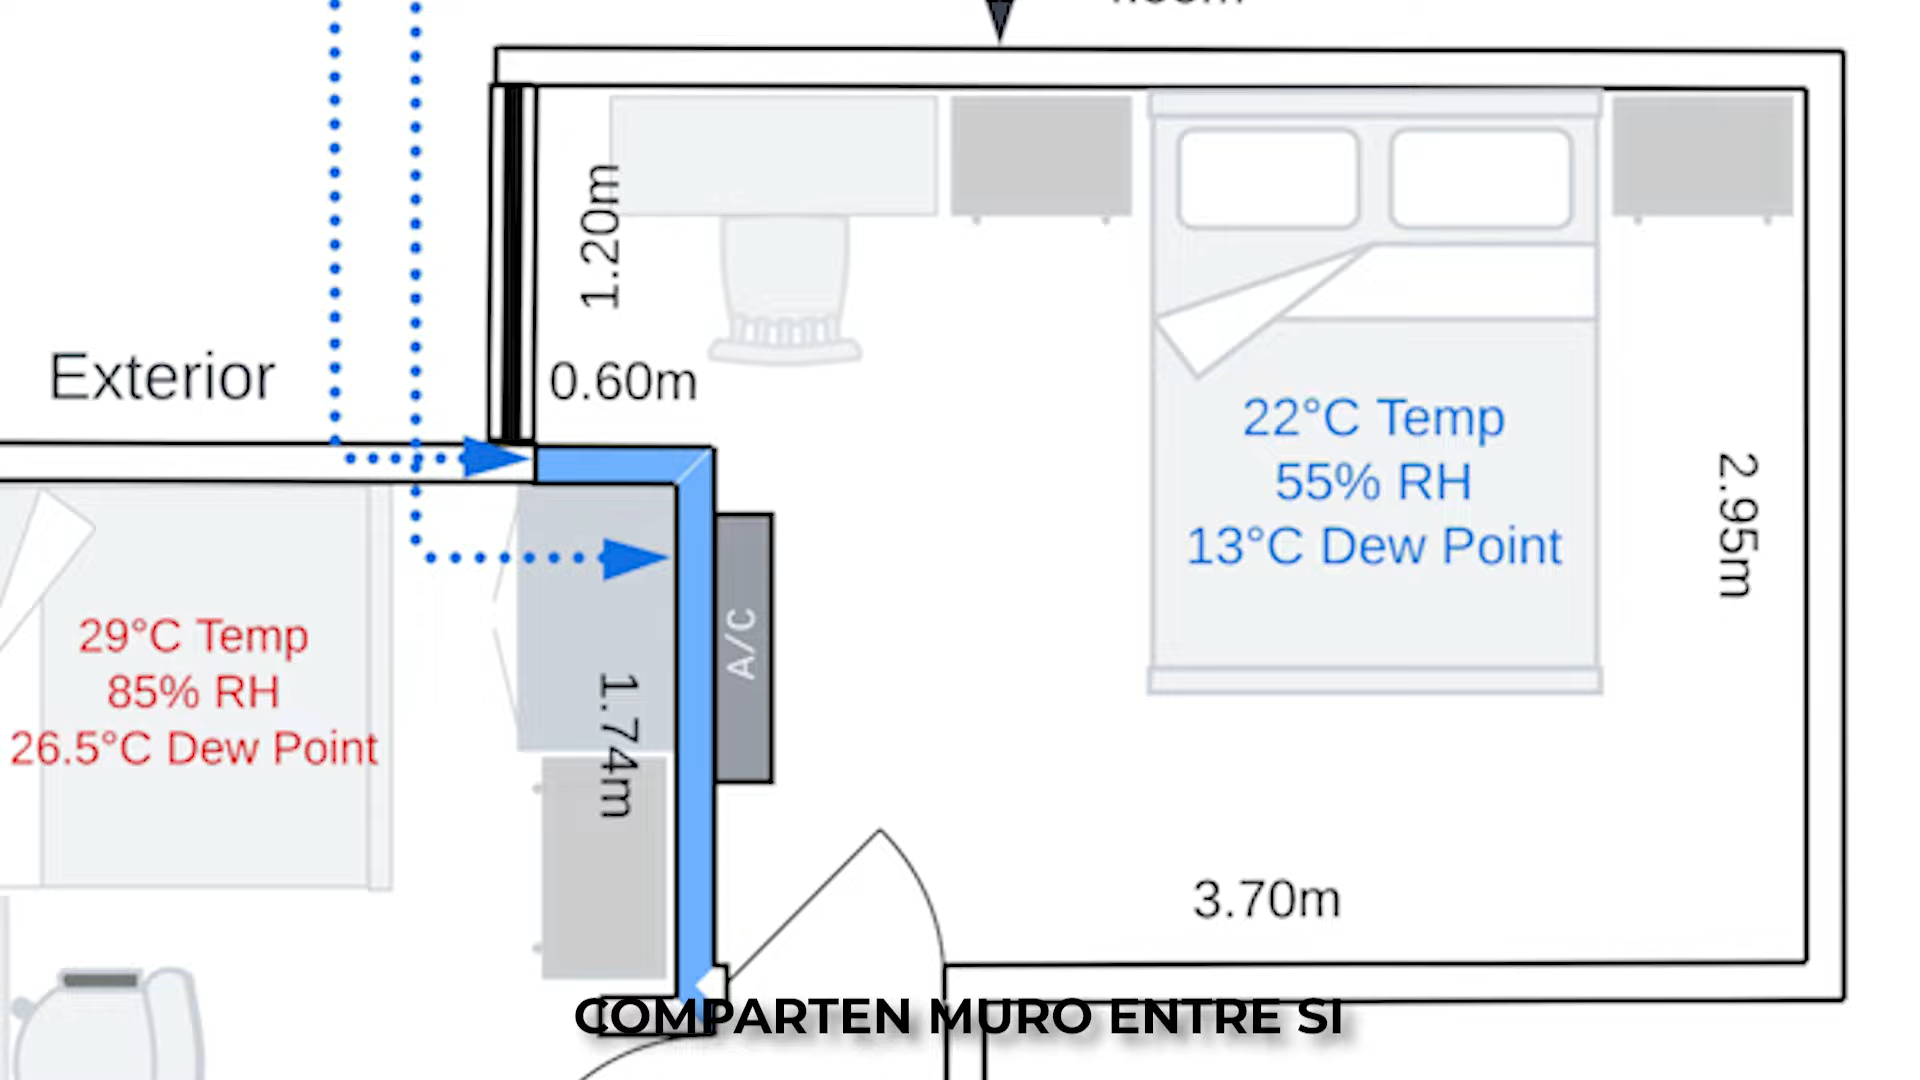 1.20m
Exterior
0.60m
22°C Temp
55% RH
13°C Dew Point
2.95m
A/C
29°C Temp
85% RH
26.5°C Dew Point
1.74m
3.70m
COMPARTEN MURO ENTRE SI